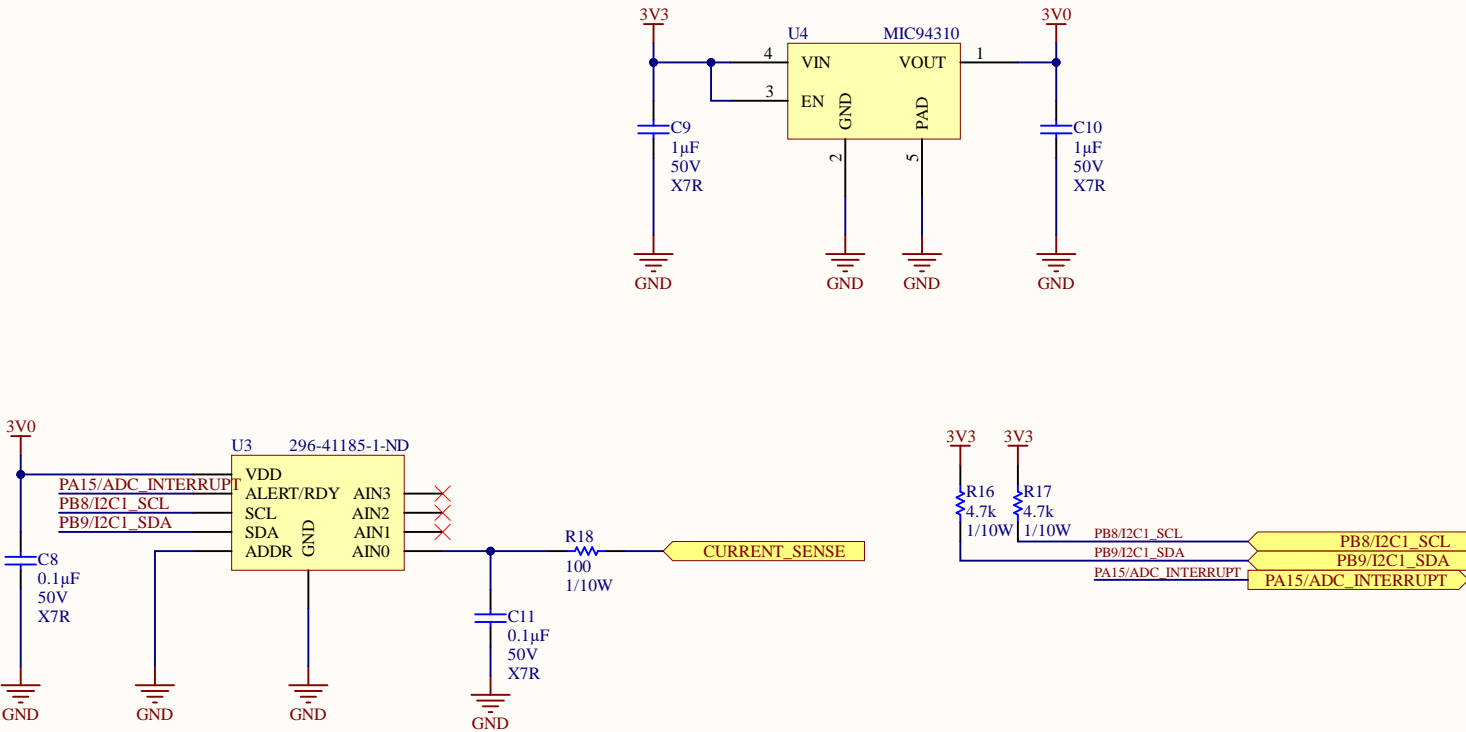 3V3
3V0
U4 MIC94310
4 VIN VOUT 1
3 EN
GND PAD
2 5
C9
1µF
50V
X7R
C10
1µF
50V
X7R
GND
GND
GND
GND
3V0
U3 296-41185-1-ND
VDD
PA15/ADC_INTERRUPT ALERT/RDY AIN3
PB8/I2C1_SCL SCL AIN2
PB9/I2C1_SDA SDA AIN1
ADDR GND AIN0
C8
0.1µF
50V
X7R
R18
100
1/10W
CURRENT_SENSE
C11
0.1µF
50V
X7R
GND
GND
GND
GND
3V3 3V3
R16
4.7k
1/10W
R17
4.7k
1/10W
PB8/I2C1_SCL PB8/I2C1_SCL
PB9/I2C1_SDA PB9/I2C1_SDA
PA15/ADC_INTERRUPT PA15/ADC_INTERRUPT